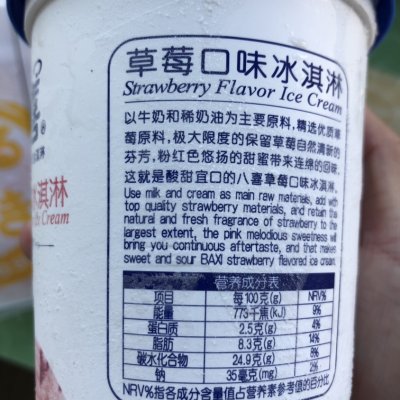 草莓口味冰淇淋
Strawberry Flavor Ice Cream
以牛奶和稀奶油为主要原料,精选优质草
莓原料,极大限度的保留草莓自然清新的
芬芳,粉红色悠扬的甜蜜带来连绵的回味,
这就是酸甜宜口的八喜草莓口味冰淇淋。
Use milk and cream as main raw materials, add with
top quality strawberry materials, and retain the
natural and fresh fragrance of strawberry to the
largest extent, the pink melodious sweetness will
bring you continuous aftertaste, and that makes
sweet and sour BAXI strawberry flavored ice cream.
营养成分表
项目 每100克(g) NRV%
能量 773千焦(kJ) 9%
蛋白质 2.5克(g) 4%
脂肪 8.3克(g) 14%
碳水化合物 24.9克(g) 8%
钠 35毫克(mg) 2%
NRV%指各成分含量值占营养素参考值的百分比
冰淇淋
Ice Cream